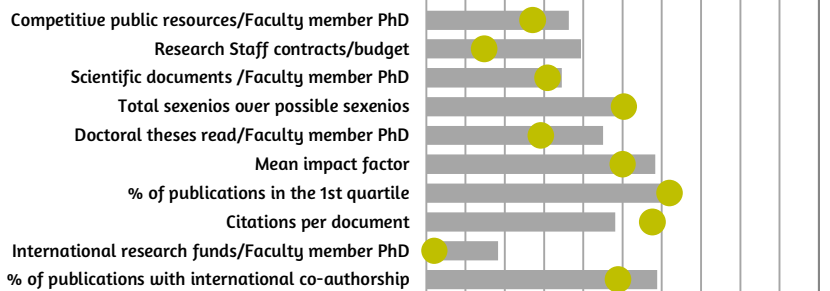 Competitive public resources/Faculty member PhD
Research Staff contracts/budget
Scientific documents /Faculty member PhD
Total sexenios over possible sexenios
Doctoral theses read/Faculty member PhD
Mean impact factor
% of publications in the 1st quartile
Citations per document
International research funds/Faculty member PhD
% of publications with international co-authorship